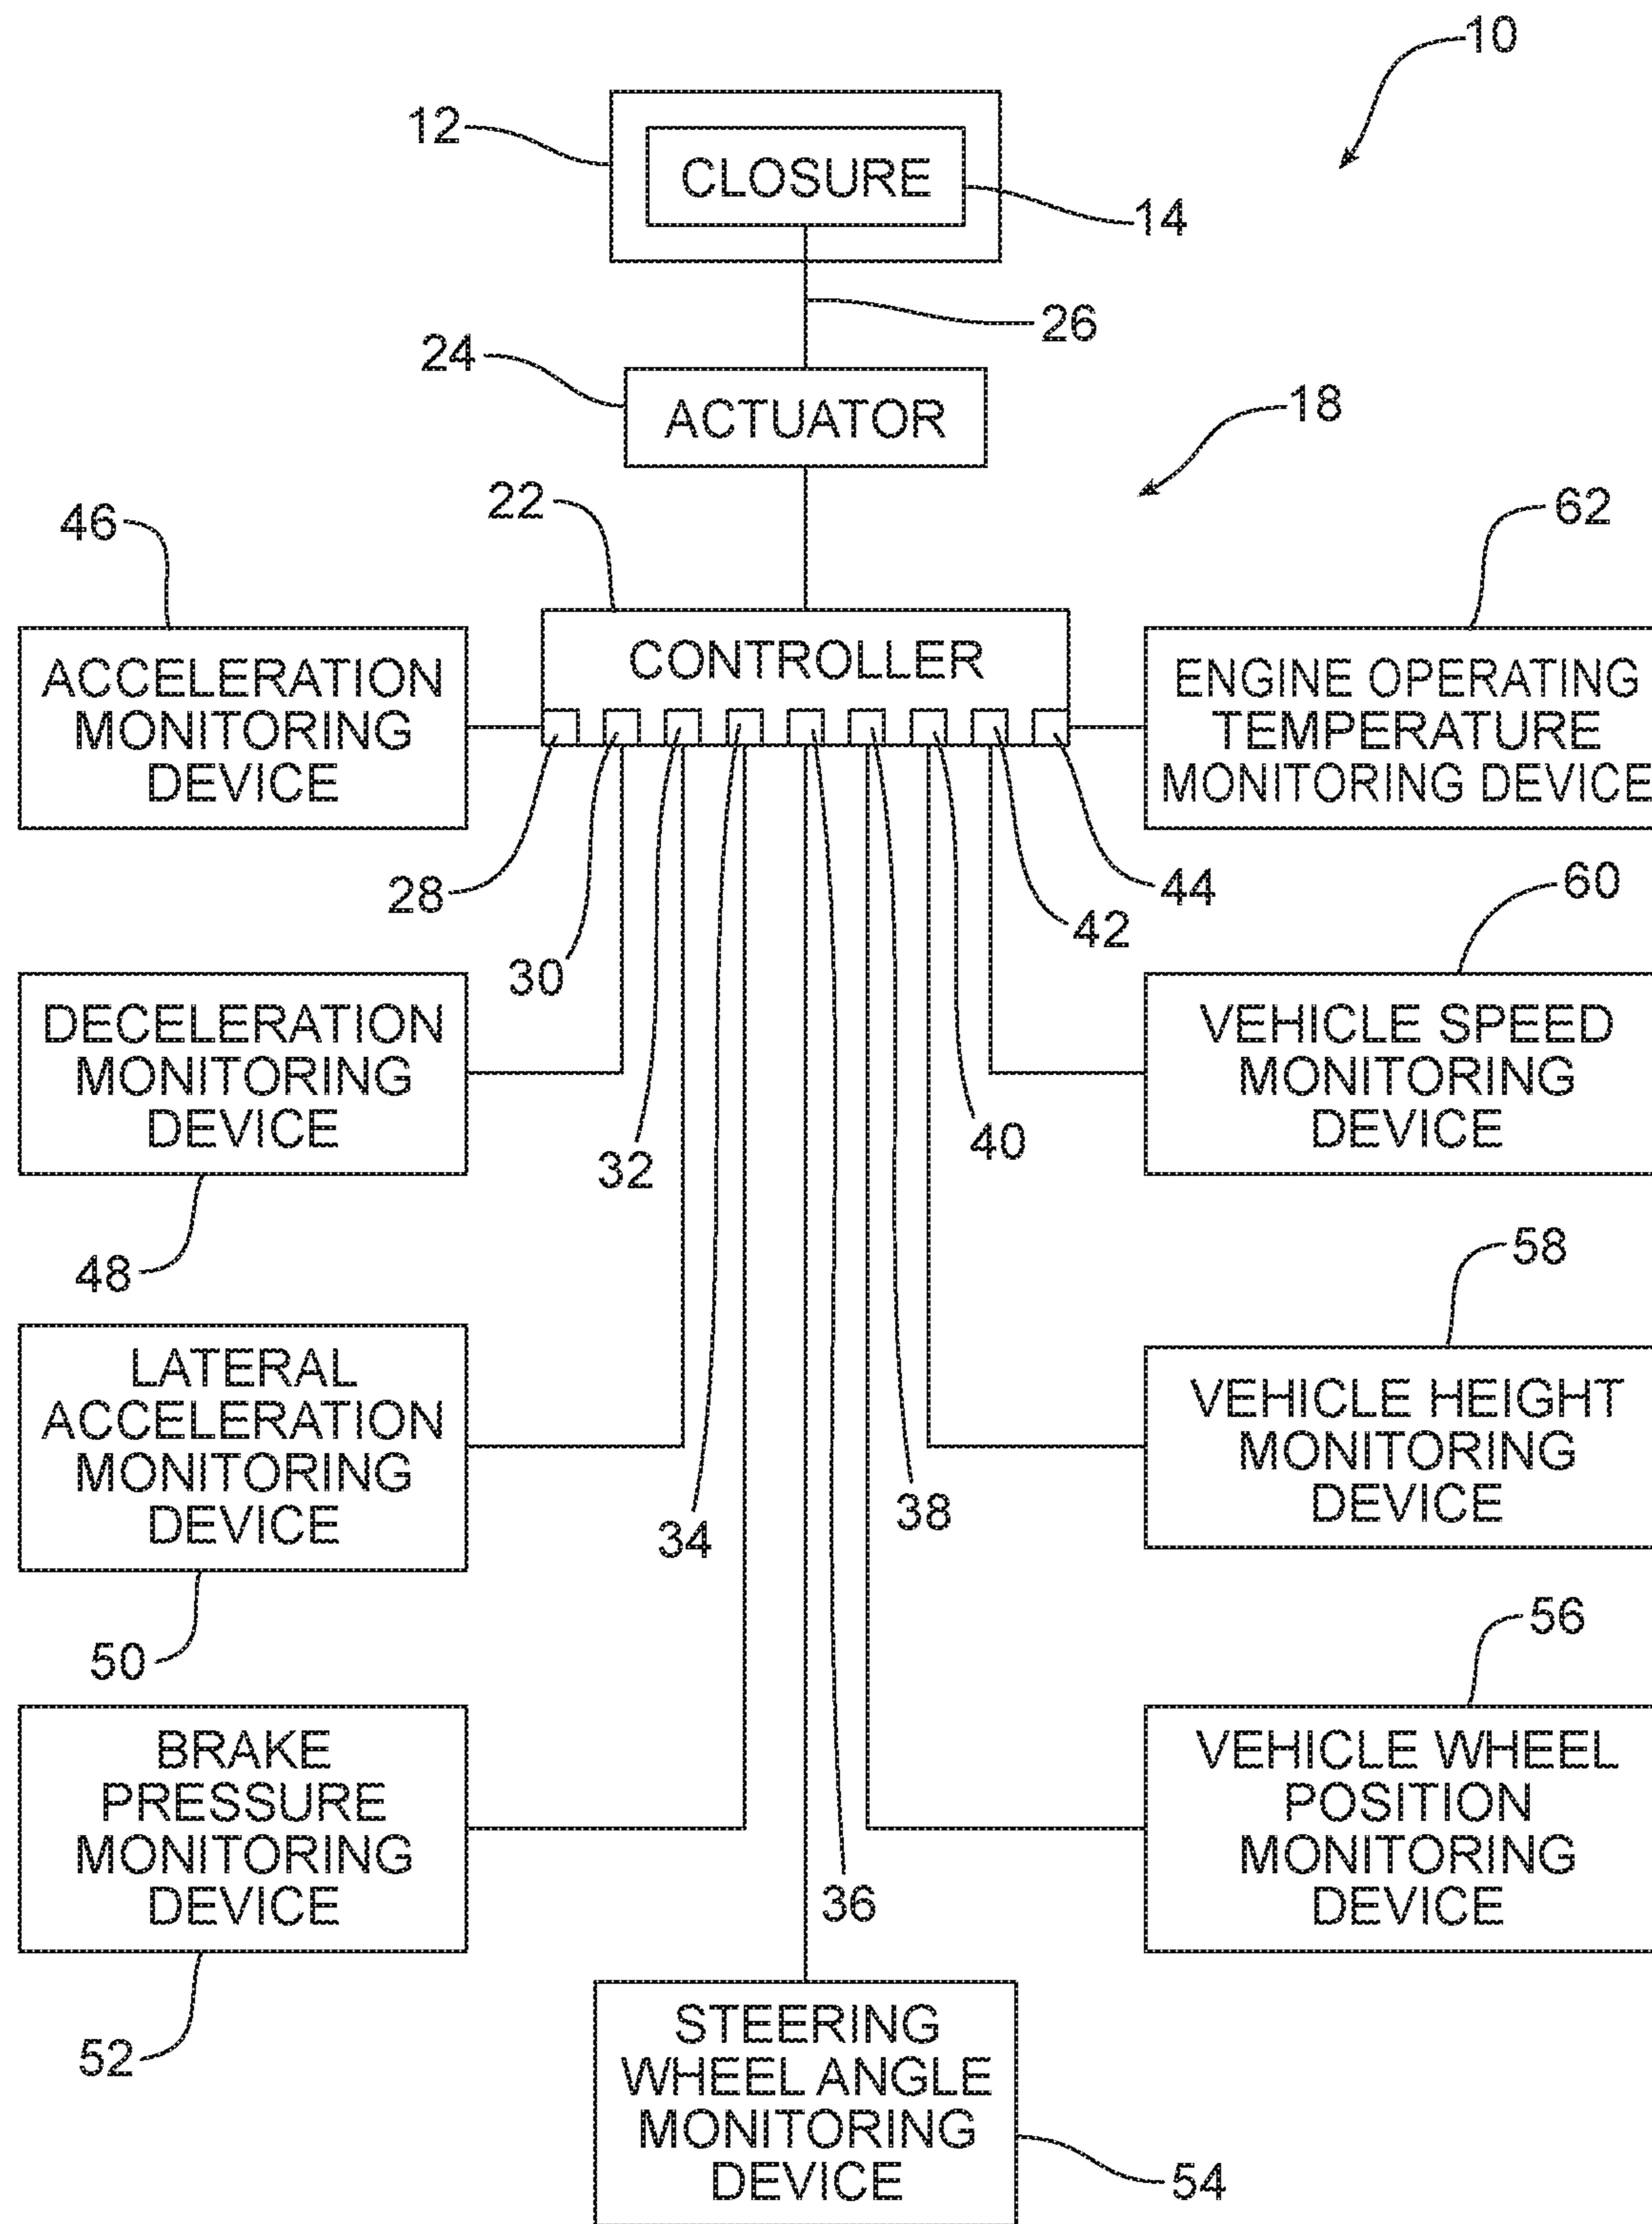 10
12
CLOSURE
14
26
24
ACTUATOR
18
22
46
62
CONTROLLER
ACCELERATION
MONITORING
DEVICE
ENGINE OPERATING
TEMPERATURE
MONITORING DEVICE
28
30
32
34
36
38
40
42
44
60
DECELERATION
MONITORING
DEVICE
48
VEHICLE SPEED
MONITORING
DEVICE
58
LATERAL
ACCELERATION
MONITORING
DEVICE
50
VEHICLE HEIGHT
MONITORING
DEVICE
56
BRAKE
PRESSURE
MONITORING
DEVICE
52
VEHICLE WHEEL
POSITION
MONITORING
DEVICE
STEERING
WHEEL ANGLE
MONITORING
DEVICE
54